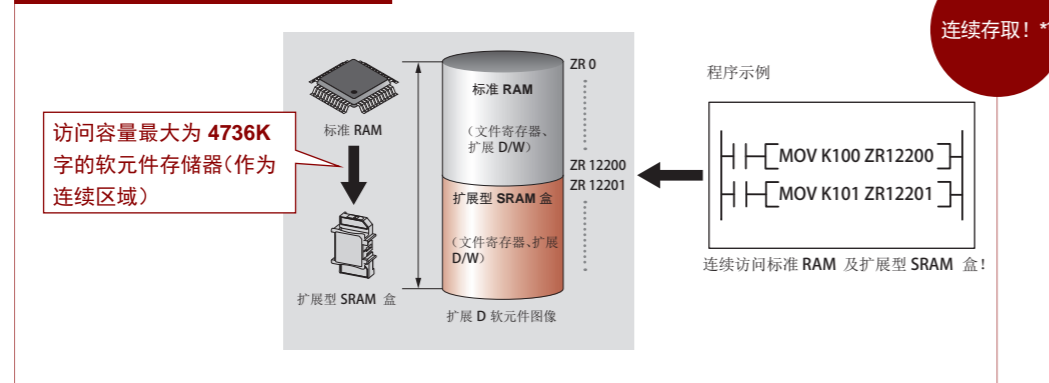 连续存取！*1
访问容量最大为 4736K
字的软元件存储器(作为
连续区域)
标准 RAM
扩展型 SRAM 盒
标准 RAM
(文件寄存器、
扩展 D/W)
扩展型 SRAM 盒
(文件寄存器、扩展
D/W)
扩展 D 软元件图像
ZR 0
ZR 12200
ZR 12201
程序示例
MOV K100 ZR12200
MOV K101 ZR12201
连续访问标准 RAM 及扩展型 SRAM 盒!